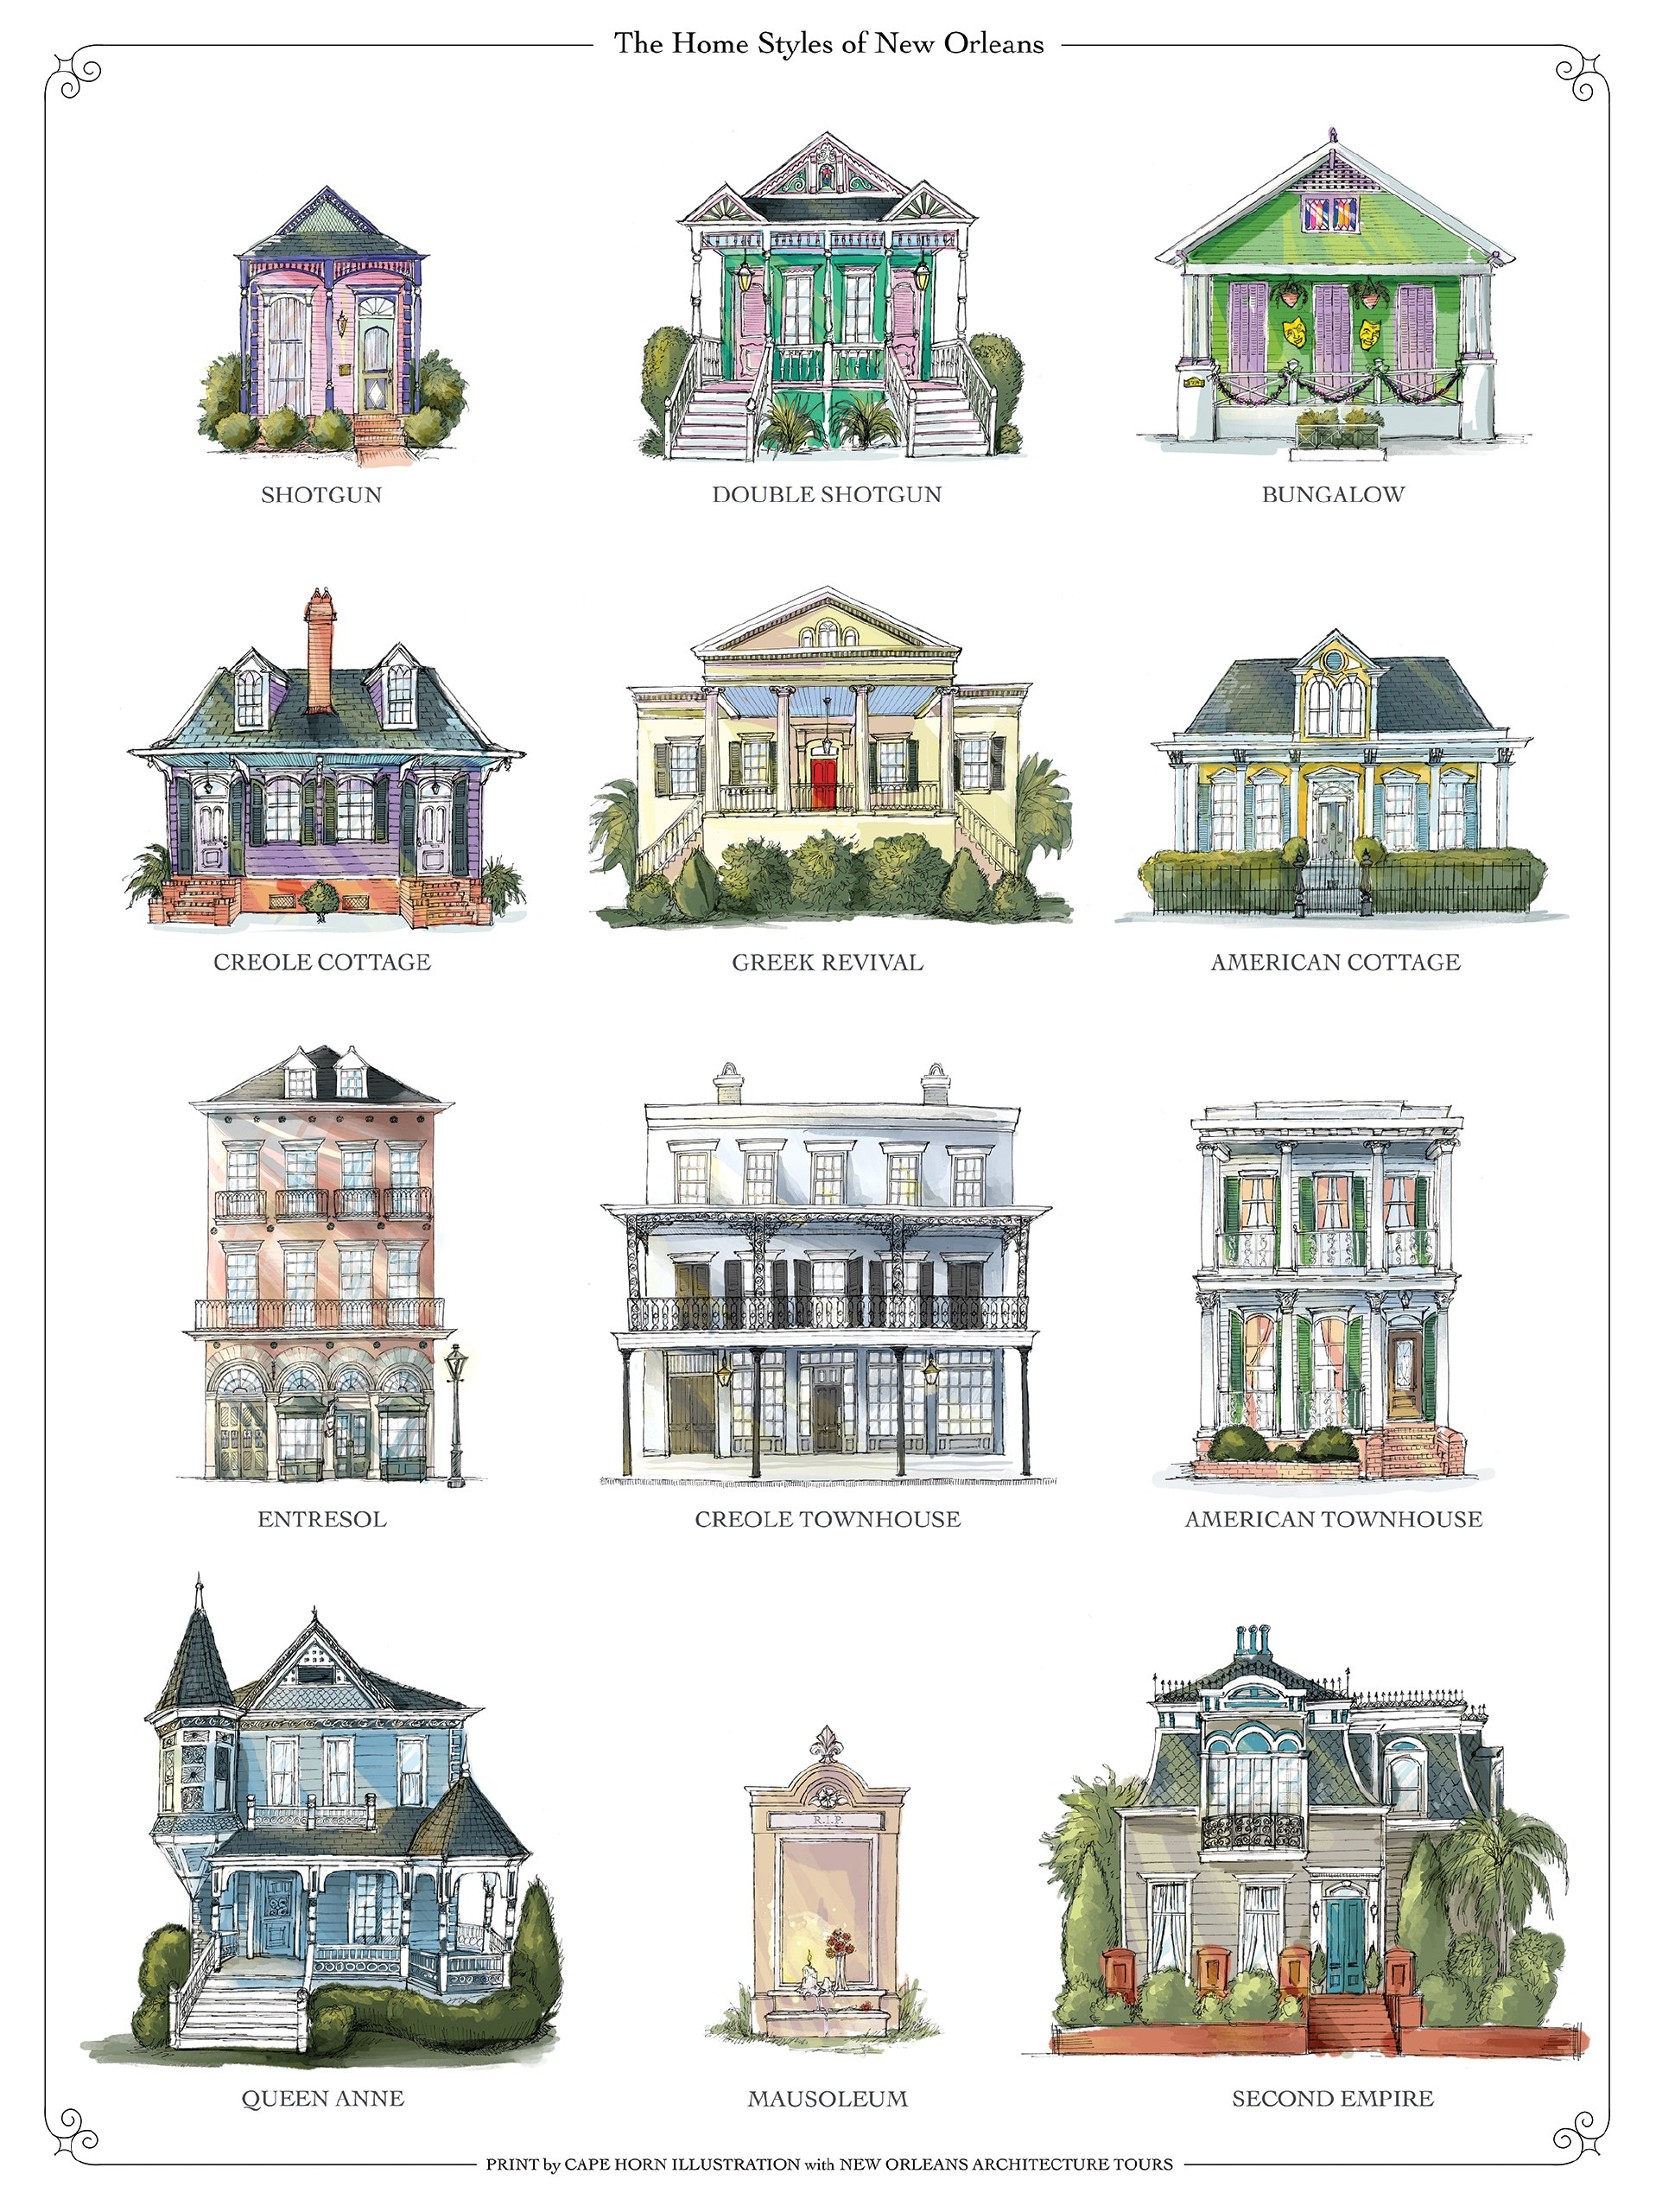 The Home Styles of New Orleans
SHOTGUN
DOUBLE SHOTGUN
BUNGALOW
CREOLE COTTAGE
GREEK REVIVAL
AMERICAN COTTAGE
ENTRESOL
CREOLE TOWNHOUSE
AMERICAN TOWNHOUSE
QUEEN ANNE
R.I.P.
MAUSOLEUM
SECOND EMPIRE
PRINT by CAPE HORN ILLUSTRATION with NEW ORLEANS ARCHITECTURE TOURS